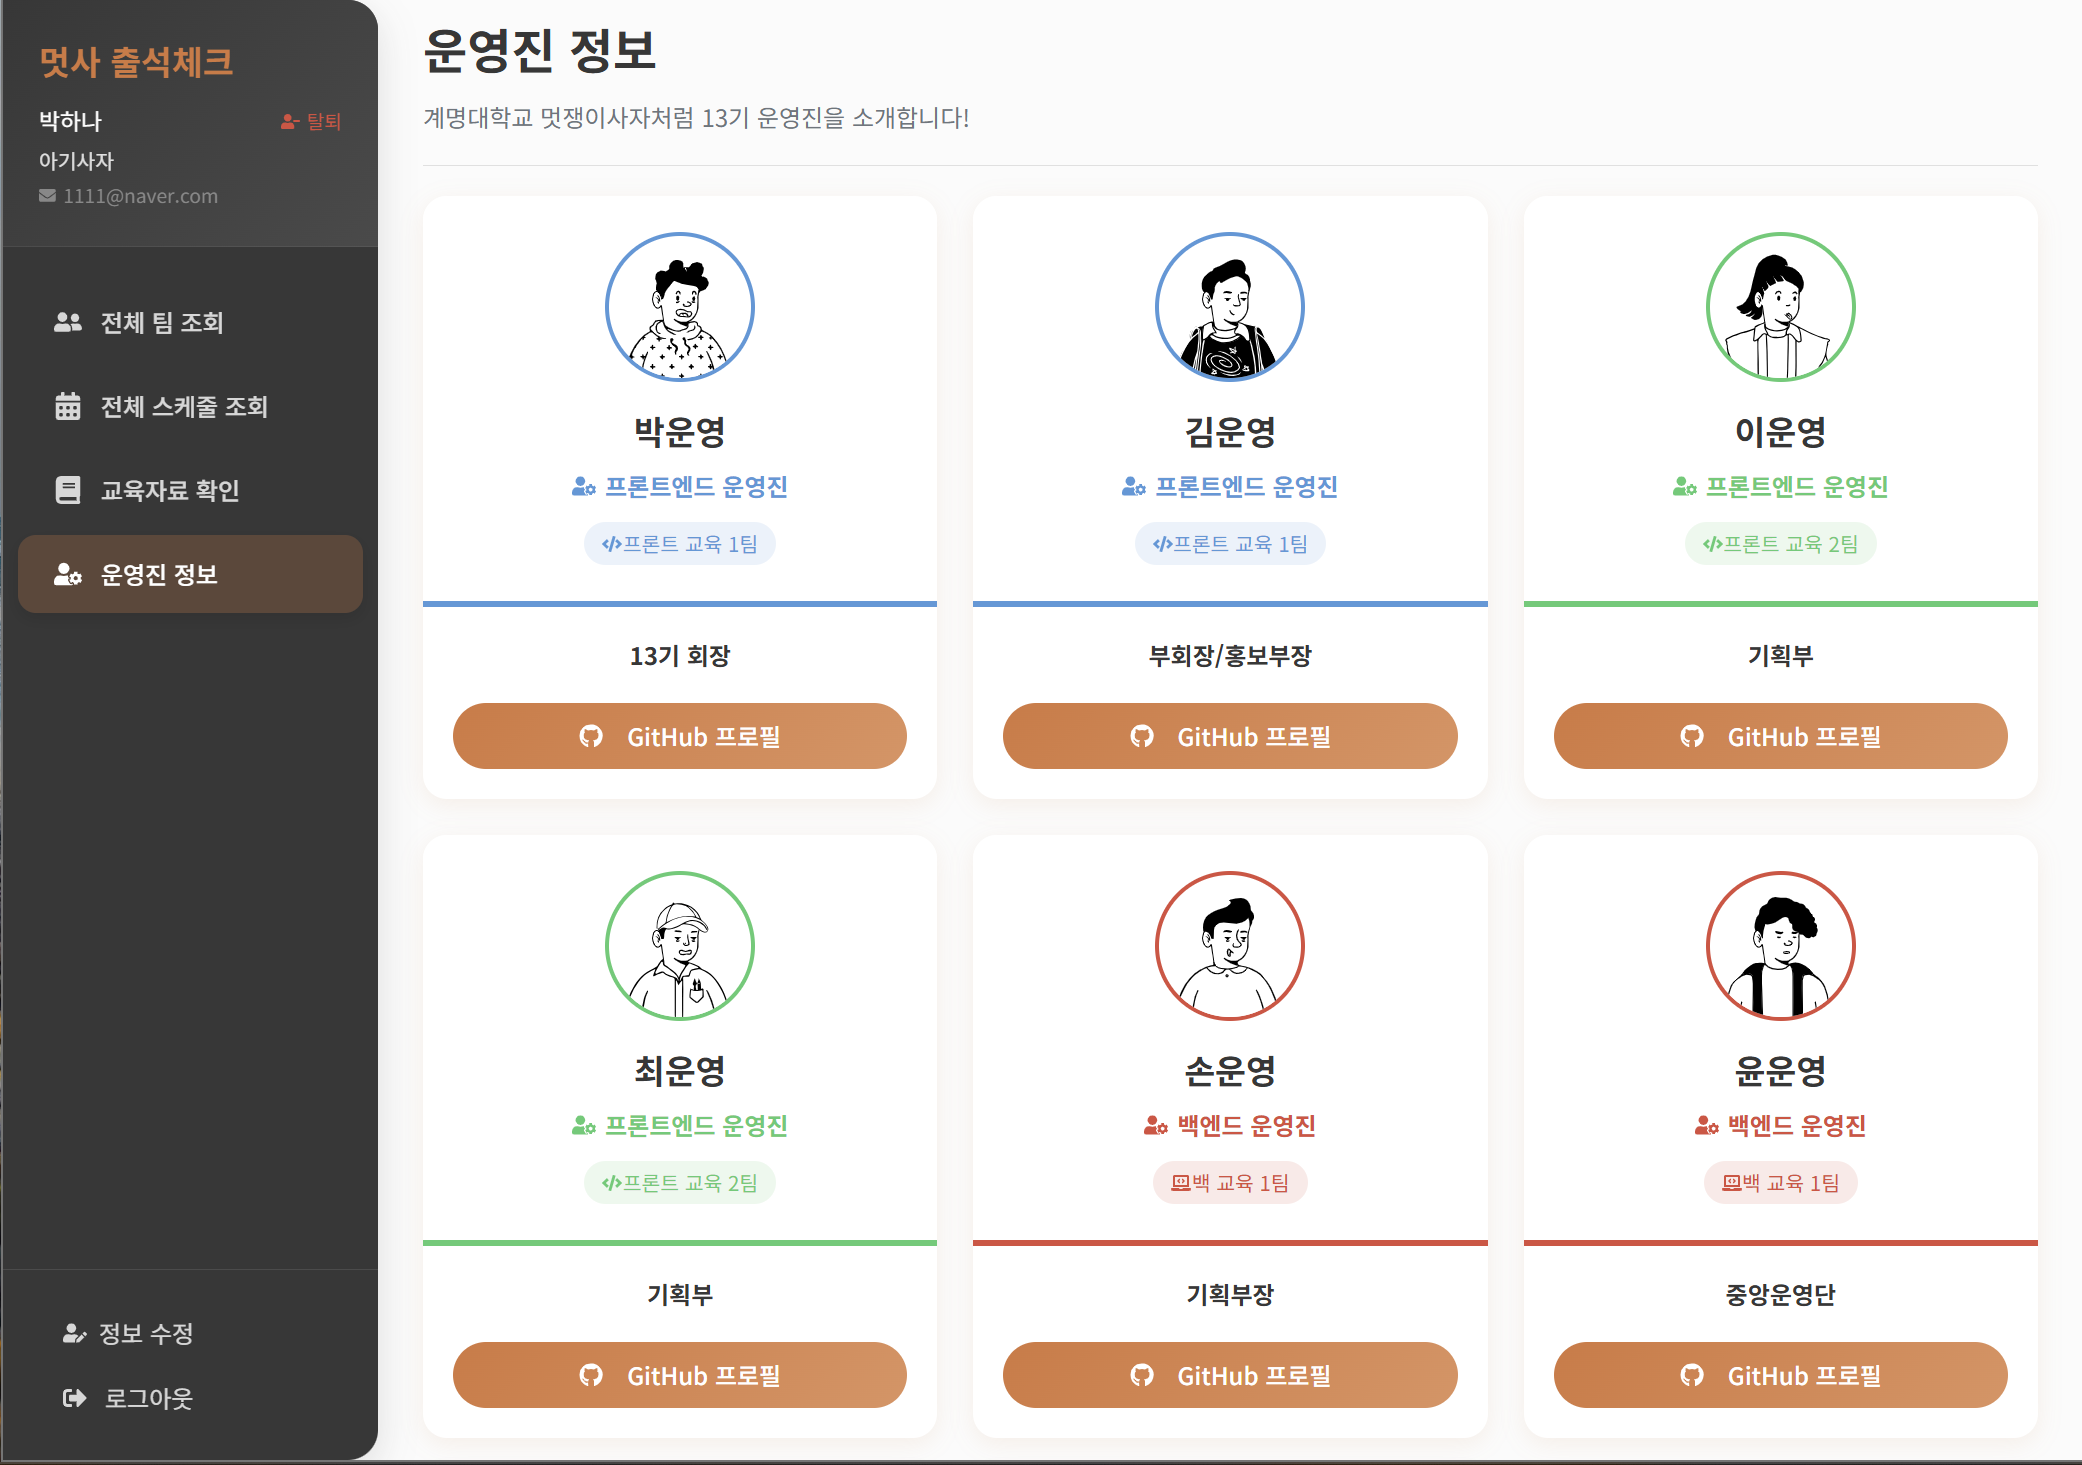 멋사 출석체크
박하나
탈퇴
아기사자
1111@naver.com
전체 팀 조회
전체 스케줄 조회
교육자료 확인
운영진 정보
정보 수정
로그아웃
운영진 정보
계명대학교 멋쟁이사자처럼 13기 운영진을 소개합니다!
박운영
프론트엔드 운영진
프론트 교육 1팀
13기 회장
GitHub 프로필
김운영
프론트엔드 운영진
프론트 교육 1팀
부회장/홍보부장
GitHub 프로필
이운영
프론트엔드 운영진
프론트 교육 2팀
기획부
GitHub 프로필
최운영
프론트엔드 운영진
프론트 교육 2팀
기획부
GitHub 프로필
손운영
백엔드 운영진
백 교육 1팀
기획부장
GitHub 프로필
윤운영
백엔드 운영진
백 교육 1팀
중앙운영단
GitHub 프로필